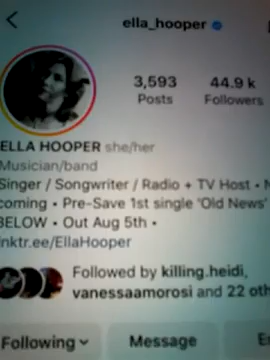 ella_hooper
3,593 44.9 k
Posts Followers
ELLA HOOPER she/her
Musician/band
Singer / Songwriter / Radio + TV Host •
coming • Pre-Save 1st single 'Old News'
BELOW • Out Aug 5th •
inktr.ee/EllaHooper
Followed by killing.heidi,
vanessaamorosi and 22 oth
Following Message